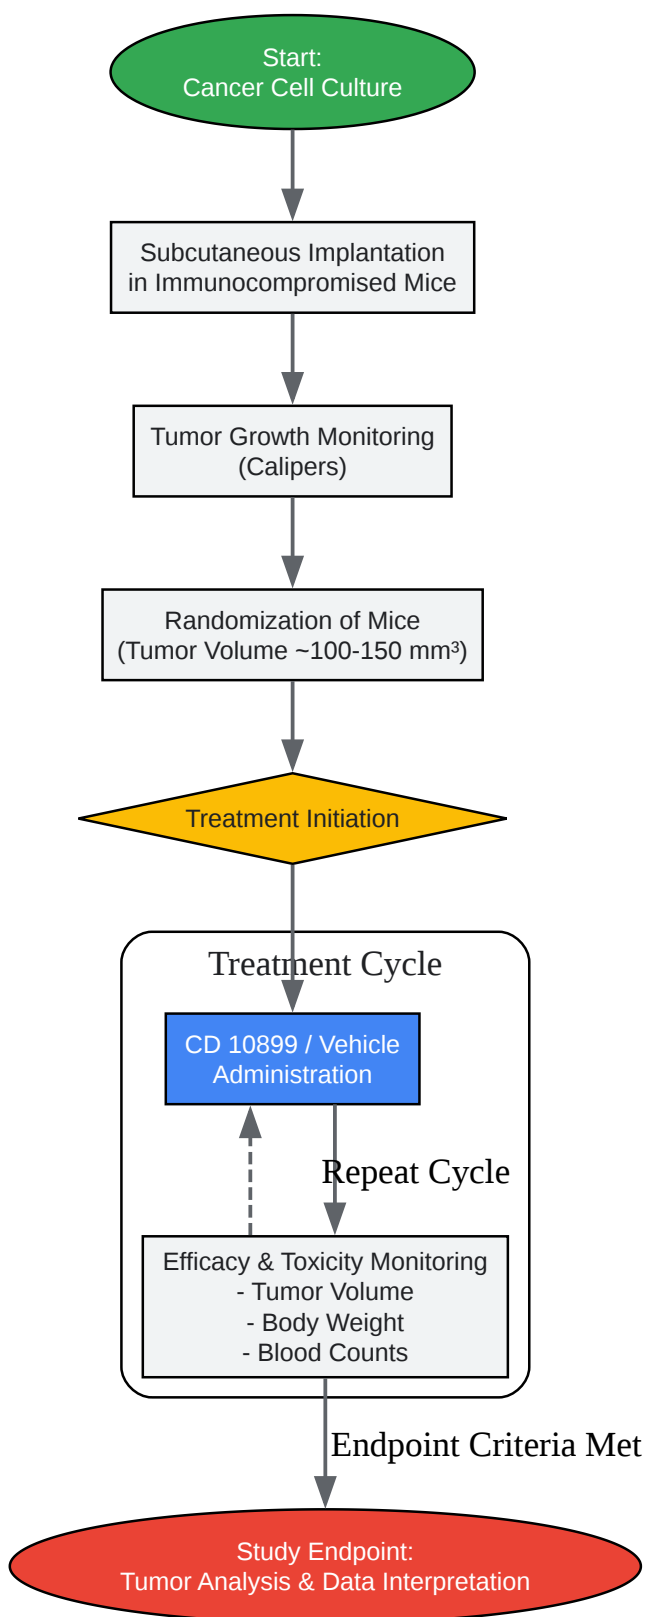 Start:
Cancer Cell Culture
Subcutaneous Implantation
in Immunocompromised Mice
Tumor Growth Monitoring
(Calipers)
Randomization of Mice
(Tumor Volume ~100-150 mm³)
Treatment Initiation
Treatment Cycle
CD 10899 / Vehicle
Administration
Repeat Cycle
Efficacy & Toxicity Monitoring
- Tumor Volume
- Body Weight
- Blood Counts
Endpoint Criteria Met
Study Endpoint:
Tumor Analysis & Data Interpretation